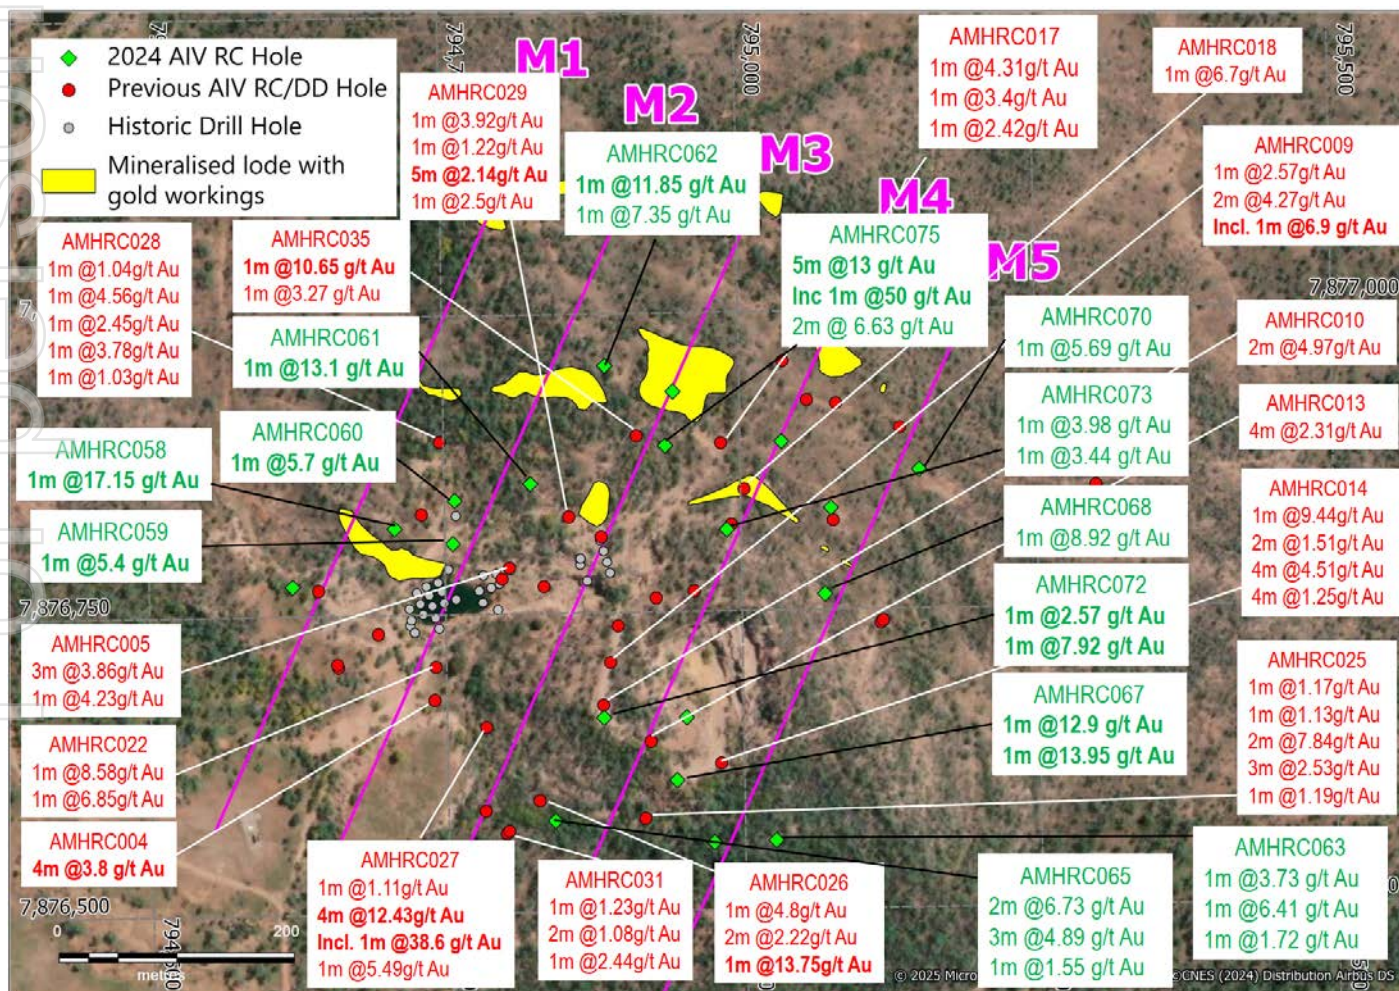 2024 AIV RC Hole
Previous AIV RC/DD Hole
Historic Drill Hole
Mineralised lode with
gold workings
M1
M2
M3
M4
M5
795,000
795,500
7,877,000
7,876,750
7,876,500
AMHRC029
1m @3.92g/t Au
1m @1.22g/t Au
5m @2.14g/t Au
1m @2.5g/t Au
AMHRC062
1m @11.85 g/t Au
1m @7.35 g/t Au
AMHRC017
1m @4.31g/t Au
1m @3.4g/t Au
1m @2.42g/t Au
AMHRC018
1m @6.7g/t Au
AMHRC009
1m @2.57g/t Au
2m @4.27g/t Au
Incl. 1m @6.9 g/t Au
AMHRC028
1m @1.04g/t Au
1m @4.56g/t Au
1m @2.45g/t Au
1m @3.78g/t Au
1m @1.03g/t Au
AMHRC035
1m @10.65 g/t Au
1m @3.27 g/t Au
AMHRC075
5m @13 g/t Au
Inc 1m @50 g/t Au
2m @ 6.63 g/t Au
AMHRC061
1m @13.1 g/t Au
AMHRC070
1m @5.69 g/t Au
AMHRC010
2m @4.97g/t Au
AMHRC060
1m @5.7 g/t Au
AMHRC073
1m @3.98 g/t Au
1m @3.44 g/t Au
AMHRC013
4m @2.31g/t Au
AMHRC058
1m @17.15 g/t Au
AMHRC068
1m @8.92 g/t Au
AMHRC014
1m @9.44g/t Au
2m @1.51g/t Au
4m @4.51g/t Au
4m @1.25g/t Au
AMHRC059
1m @5.4 g/t Au
AMHRC072
1m @2.57 g/t Au
1m @7.92 g/t Au
AMHRC005
3m @3.86g/t Au
1m @4.23g/t Au
AMHRC067
1m @12.9 g/t Au
1m @13.95 g/t Au
AMHRC025
1m @1.17g/t Au
1m @1.13g/t Au
2m @7.84g/t Au
3m @2.53g/t Au
1m @1.19g/t Au
AMHRC022
1m @8.58g/t Au
1m @6.85g/t Au
AMHRC004
4m @3.8 g/t Au
AMHRC027
1m @1.11g/t Au
4m @12.43g/t Au
Incl. 1m @38.6 g/t Au
1m @5.49g/t Au
AMHRC031
1m @1.23g/t Au
2m @1.08g/t Au
1m @2.44g/t Au
AMHRC026
1m @4.8g/t Au
2m @2.22g/t Au
1m @13.75g/t Au
AMHRC065
2m @6.73 g/t Au
3m @4.89 g/t Au
1m @1.55 g/t Au
AMHRC063
1m @3.73 g/t Au
1m @6.41 g/t Au
1m @1.72 g/t Au
0 200
metres
© 2025
CNES (2024) Distribution Airbus DS